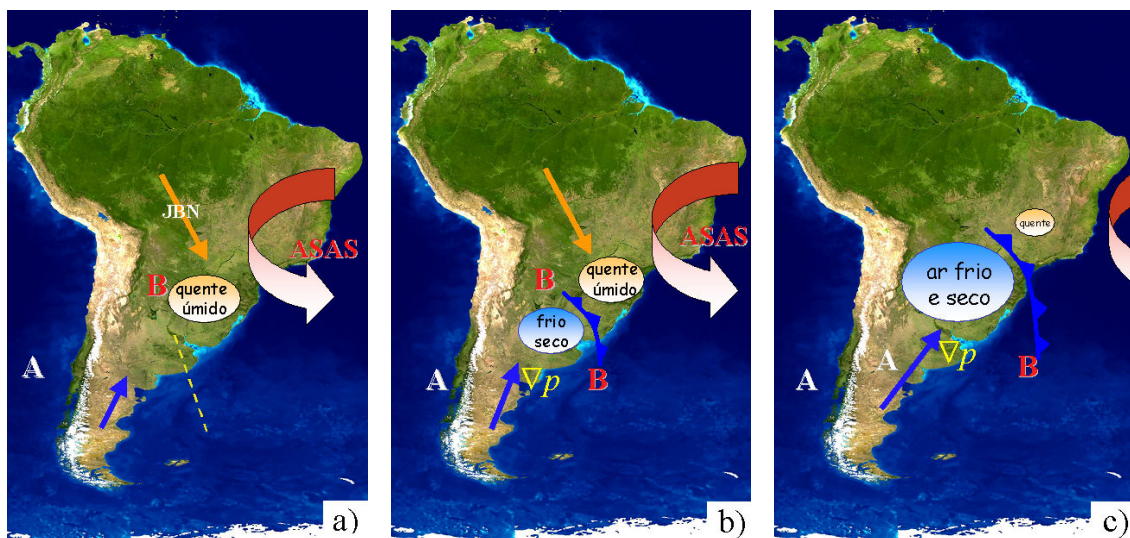 JBN
ASAS
B
quente
úmido
A
a)
B
quente
úmido
ASAS
frio
seco
A
∇p
B
b)
quente
ar frio
e seco
A
A
∇p
B
c)